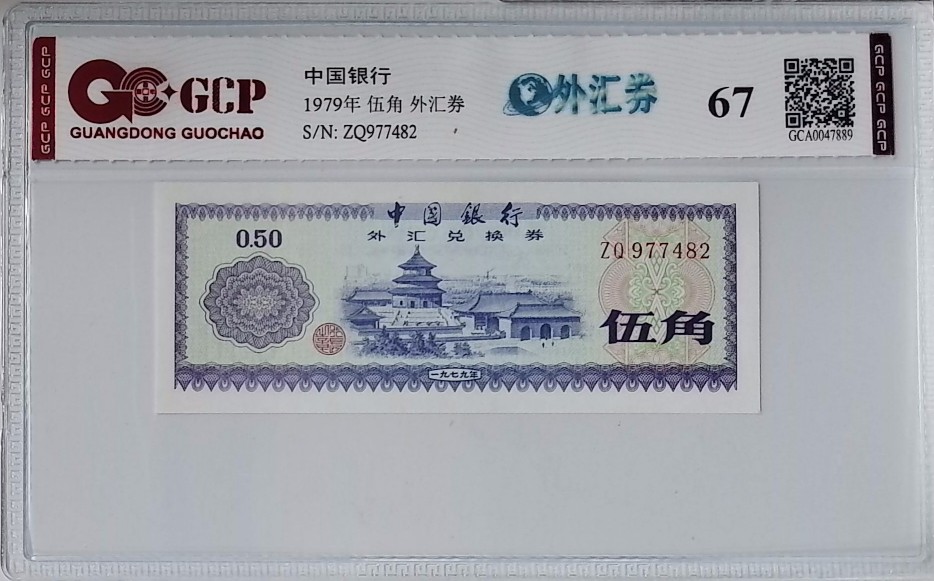 GCP GCP GCP
GCP
GUANGDONG GUOCHAO
中国银行
1979年 伍角 外汇券
S/N: ZQ977482
外汇券
67
GCA0047889
GCP GCP GCP
中国銀行
外汇兑换券
0.50
ZQ977482
伍角
一九七九年